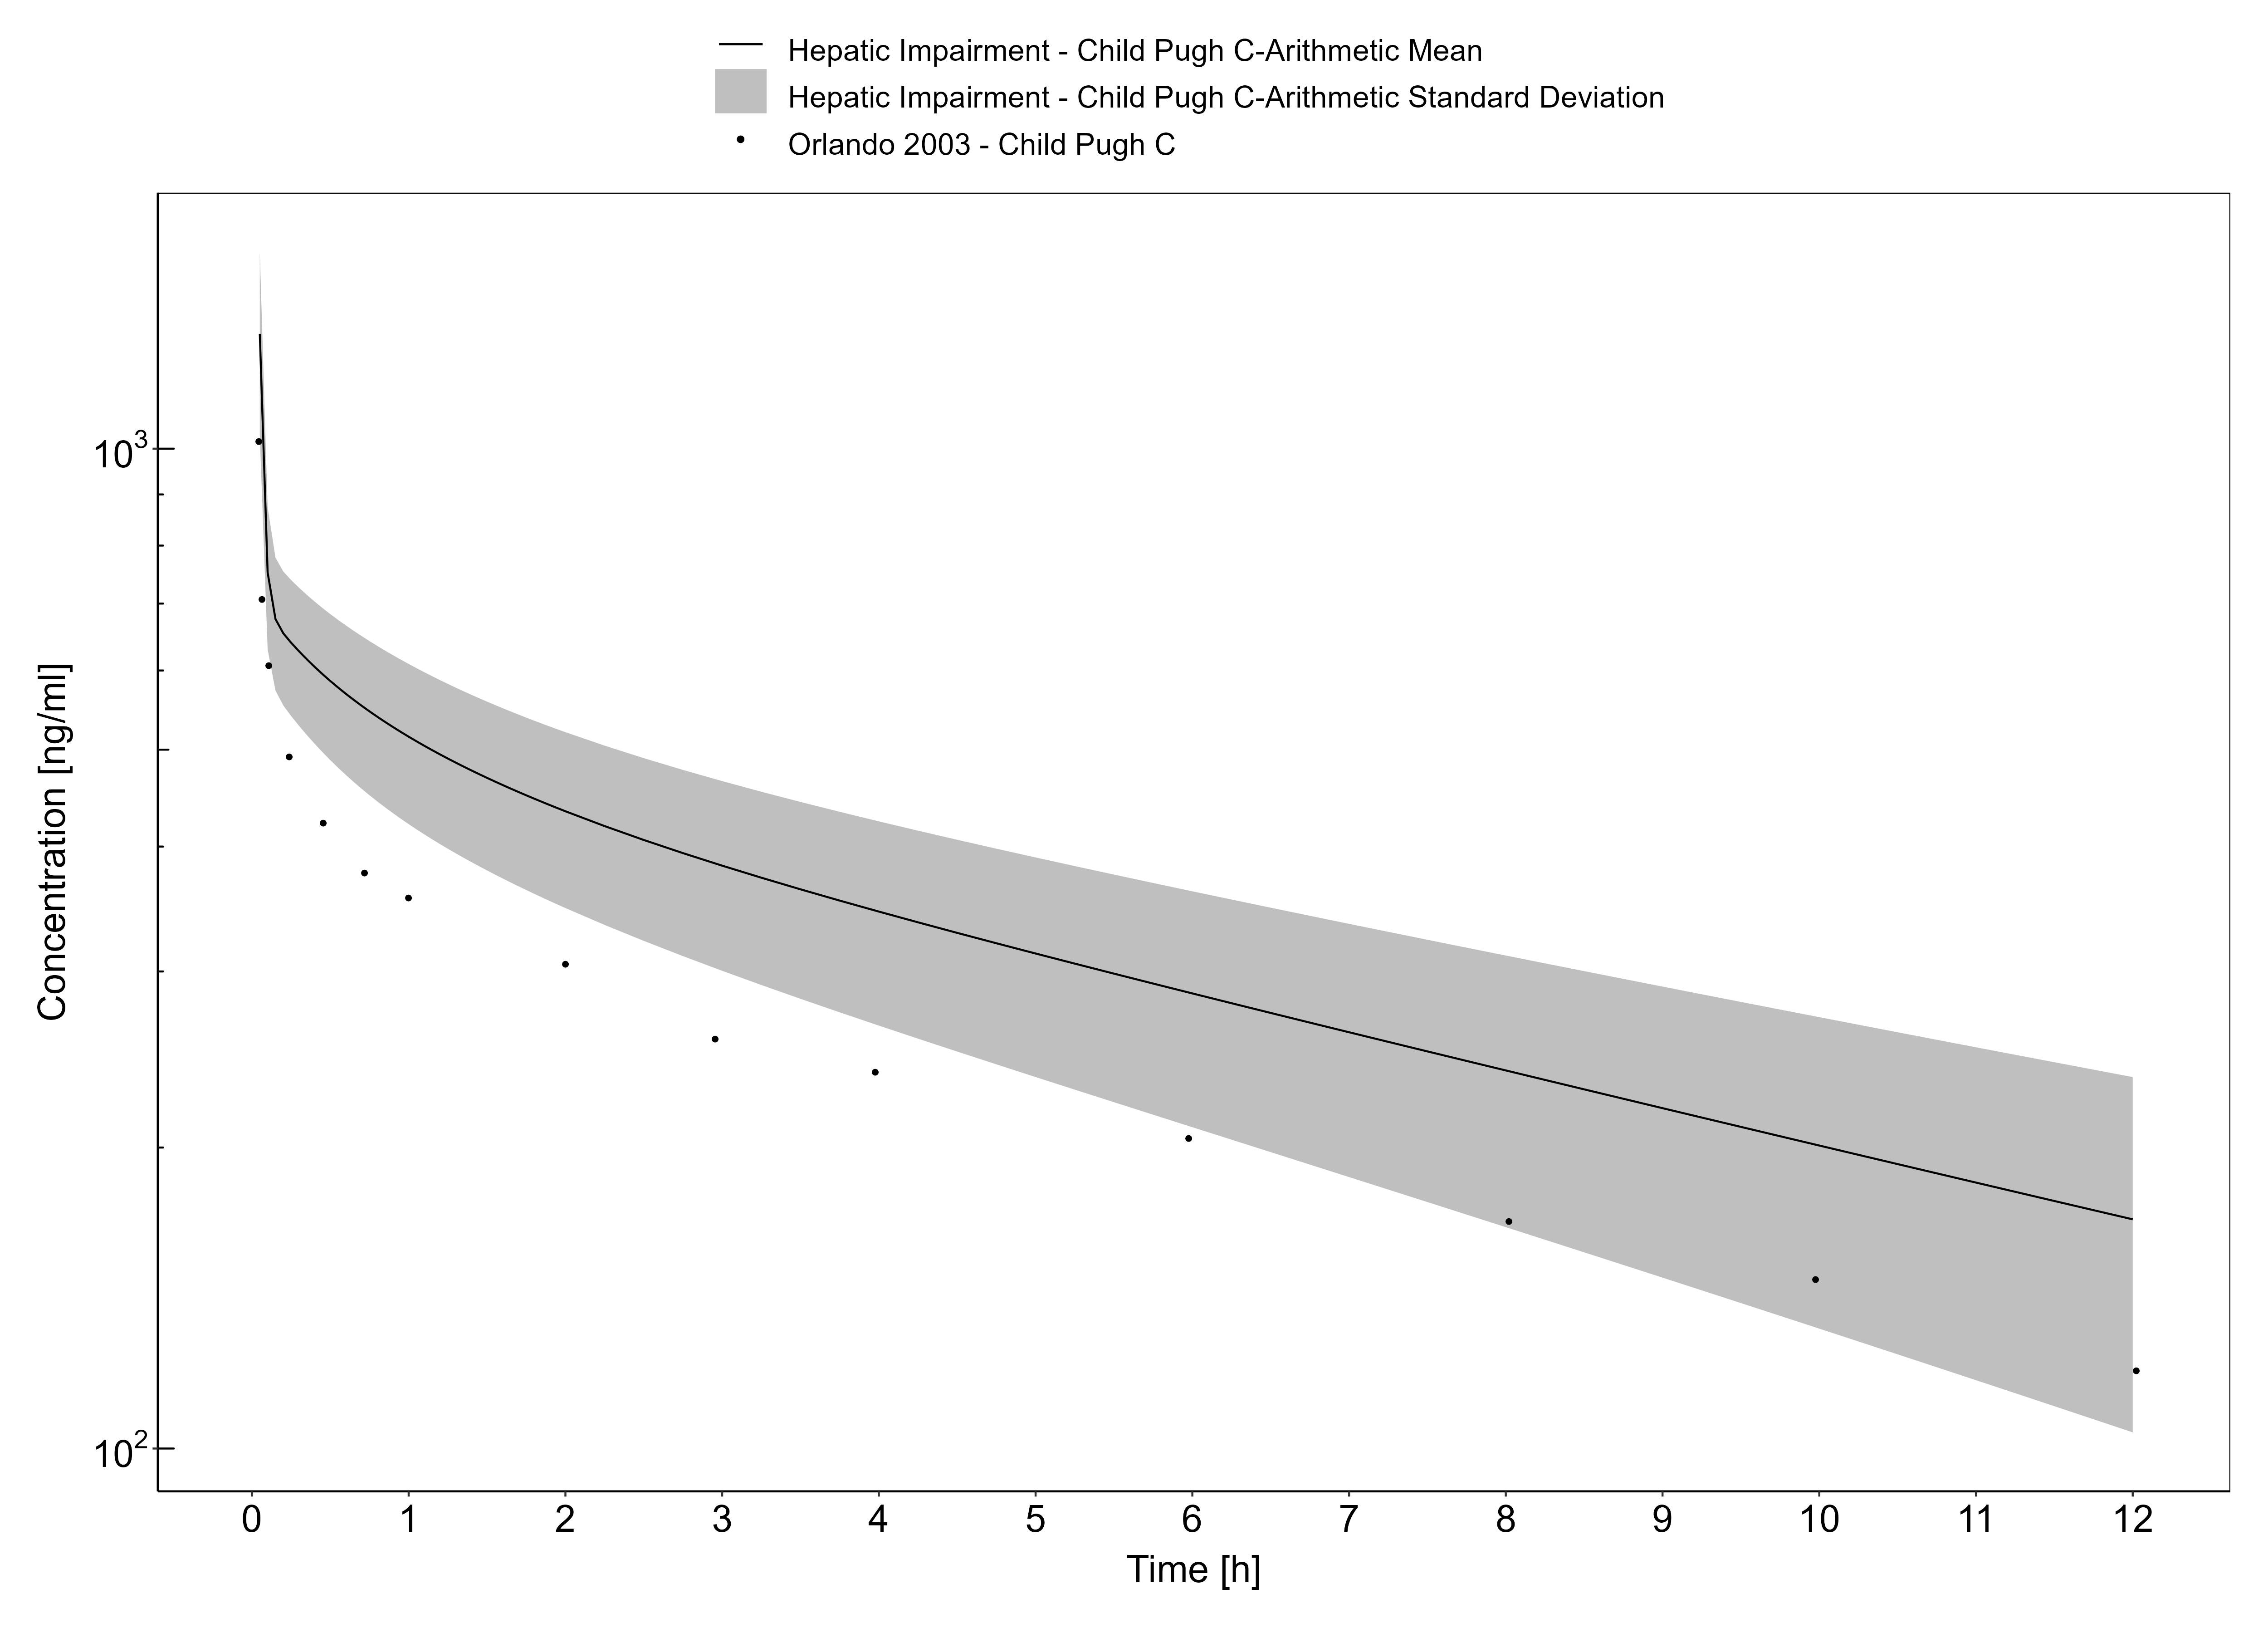 Hepatic Impairment - Child Pugh C-Arithmetic Mean
Hepatic Impairment - Child Pugh C-Arithmetic Standard Deviation
Orlando 2003 - Child Pugh C
10³
10²
Concentration [ng/ml]
0 1 2 3 4 5 6 7 8 9 10 11 12
Time [h]